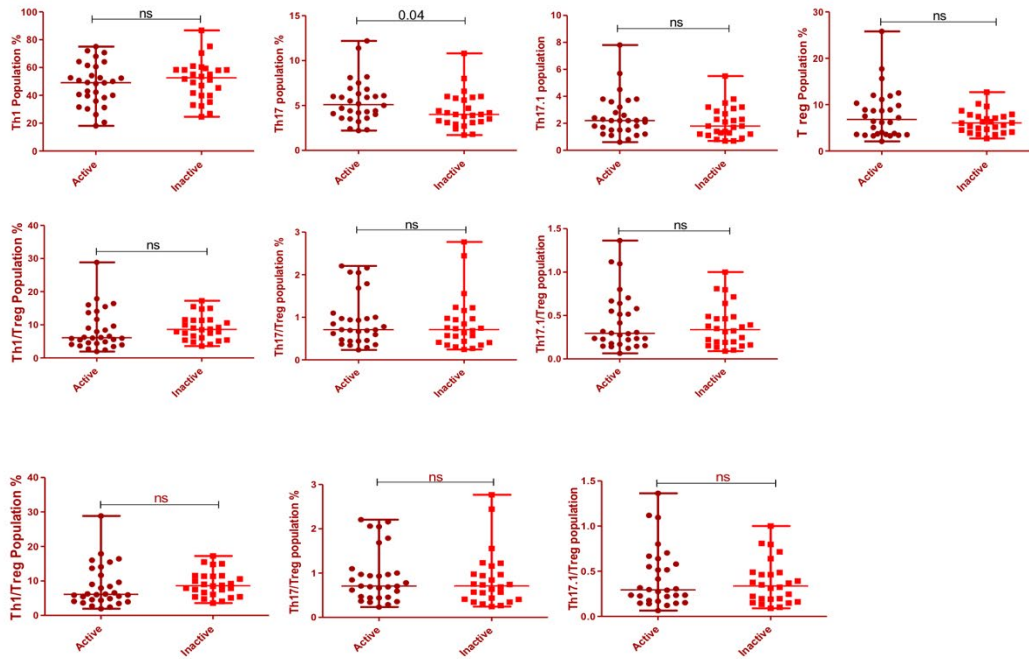 Th1 Population %
100
80
60
40
20
0
ns
Active
Inactive
Th17 population %
15
10
5
0
0.04
Active
Inactive
Th17.1 population
10
8
6
4
2
0
ns
Active
Inactive
T reg Population %
30
20
10
0
ns
Active
Inactive
Th1/Treg Population %
40
30
20
10
0
ns
Active
Inactive
Th17/Treg population %
3
2
1
0
ns
Active
Inactive
Th17.1/Treg population
1.5
1.0
0.5
0.0
ns
Active
Inactive
Th1/Treg Population %
40
30
20
10
0
ns
Active
Inactive
Th17/Treg population %
3
2
1
0
ns
Active
Inactive
Th17.1/Treg population
1.5
1.0
0.5
0.0
ns
Active
Inactive